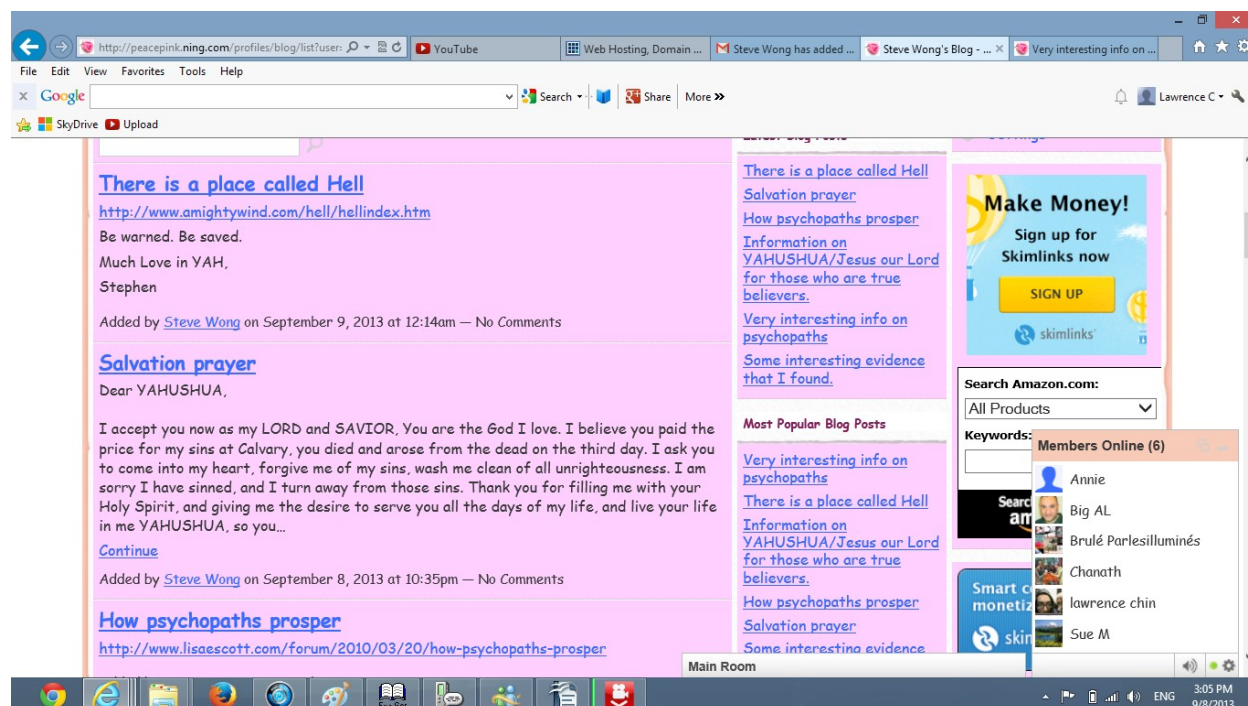 http://peacepink.ning.com/profiles/blog/list?user=
YouTube
Web Hosting, Domain ...
Steve Wong has added ...
Steve Wong's Blog - ...
Very interesting info on ...
File Edit View Favorites Tools Help
x Google
Search
Share
More »
Lawrence C
SkyDrive
Upload
There is a place called Hell
http://www.amightywind.com/hell/hellindex.htm
Be warned. Be saved.
Much Love in YAH,
Stephen
Added by Steve Wong on September 9, 2013 at 12:14am — No Comments
Salvation prayer
Dear YAHUSHUA,
I accept you now as my LORD and SAVIOR, You are the God I love. I believe you paid the
price for my sins at Calvary, you died and arose from the dead on the third day. I ask you
to come into my heart, forgive me of my sins, wash me clean of all unrighteousness. I am
sorry I have sinned, and I turn away from those sins. Thank you for filling me with your
Holy Spirit, and giving me the desire to serve you all the days of my life, and live your life
in me YAHUSHUA, so you...
Continue
Added by Steve Wong on September 8, 2013 at 10:35pm — No Comments
How psychopaths prosper
http://www.lisaescott.com/forum/2010/03/20/how-psychopaths-prosper
Latest Blog Posts
There is a place called Hell
Salvation prayer
How psychopaths prosper
Information on
YAHUSHUA/Jesus our Lord
for those who are true
believers.
Very interesting info on
psychopaths
Some interesting evidence
that I found.
Most Popular Blog Posts
Very interesting info on
psychopaths
There is a place called Hell
Information on
YAHUSHUA/Jesus our Lord
for those who are true
believers.
How psychopaths prosper
Salvation prayer
Some interesting evidence
Make Money!
Sign up for
Skimlinks now
SIGN UP
skimlinks
Search Amazon.com:
All Products
Keywords:
Smart
Members Online (6)
Annie
Big AL
Brulé Parlesilluminés
Chanath
lawrence chin
Sue M
Main Room
ENG
3:05 PM
9/8/2013